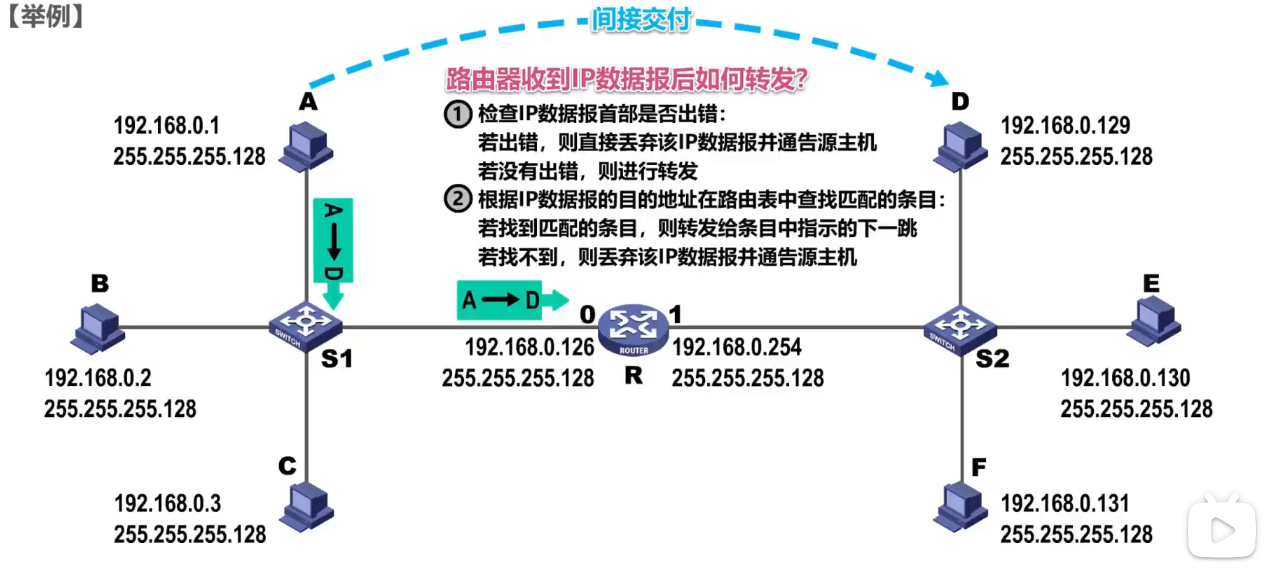 【举例】
间接交付
路由器收到IP数据报后如何转发？
① 检查IP数据报首部是否出错：
若出错，则直接丢弃该IP数据报并通告源主机
若没有出错，则进行转发
② 根据IP数据报的目的地址在路由表中查找匹配的条目：
若找到匹配的条目，则转发给条目中指示的下一跳
若找不到，则丢弃该IP数据报并通告源主机
A
192.168.0.1
255.255.255.128
D
192.168.0.129
255.255.255.128
A→D
B
192.168.0.2
255.255.255.128
SWITCH
S1
A→D
0
1
ROUTER
R
192.168.0.126
255.255.255.128
192.168.0.254
255.255.255.128
SWITCH
S2
E
192.168.0.130
255.255.255.128
C
192.168.0.3
255.255.255.128
F
192.168.0.131
255.255.255.128